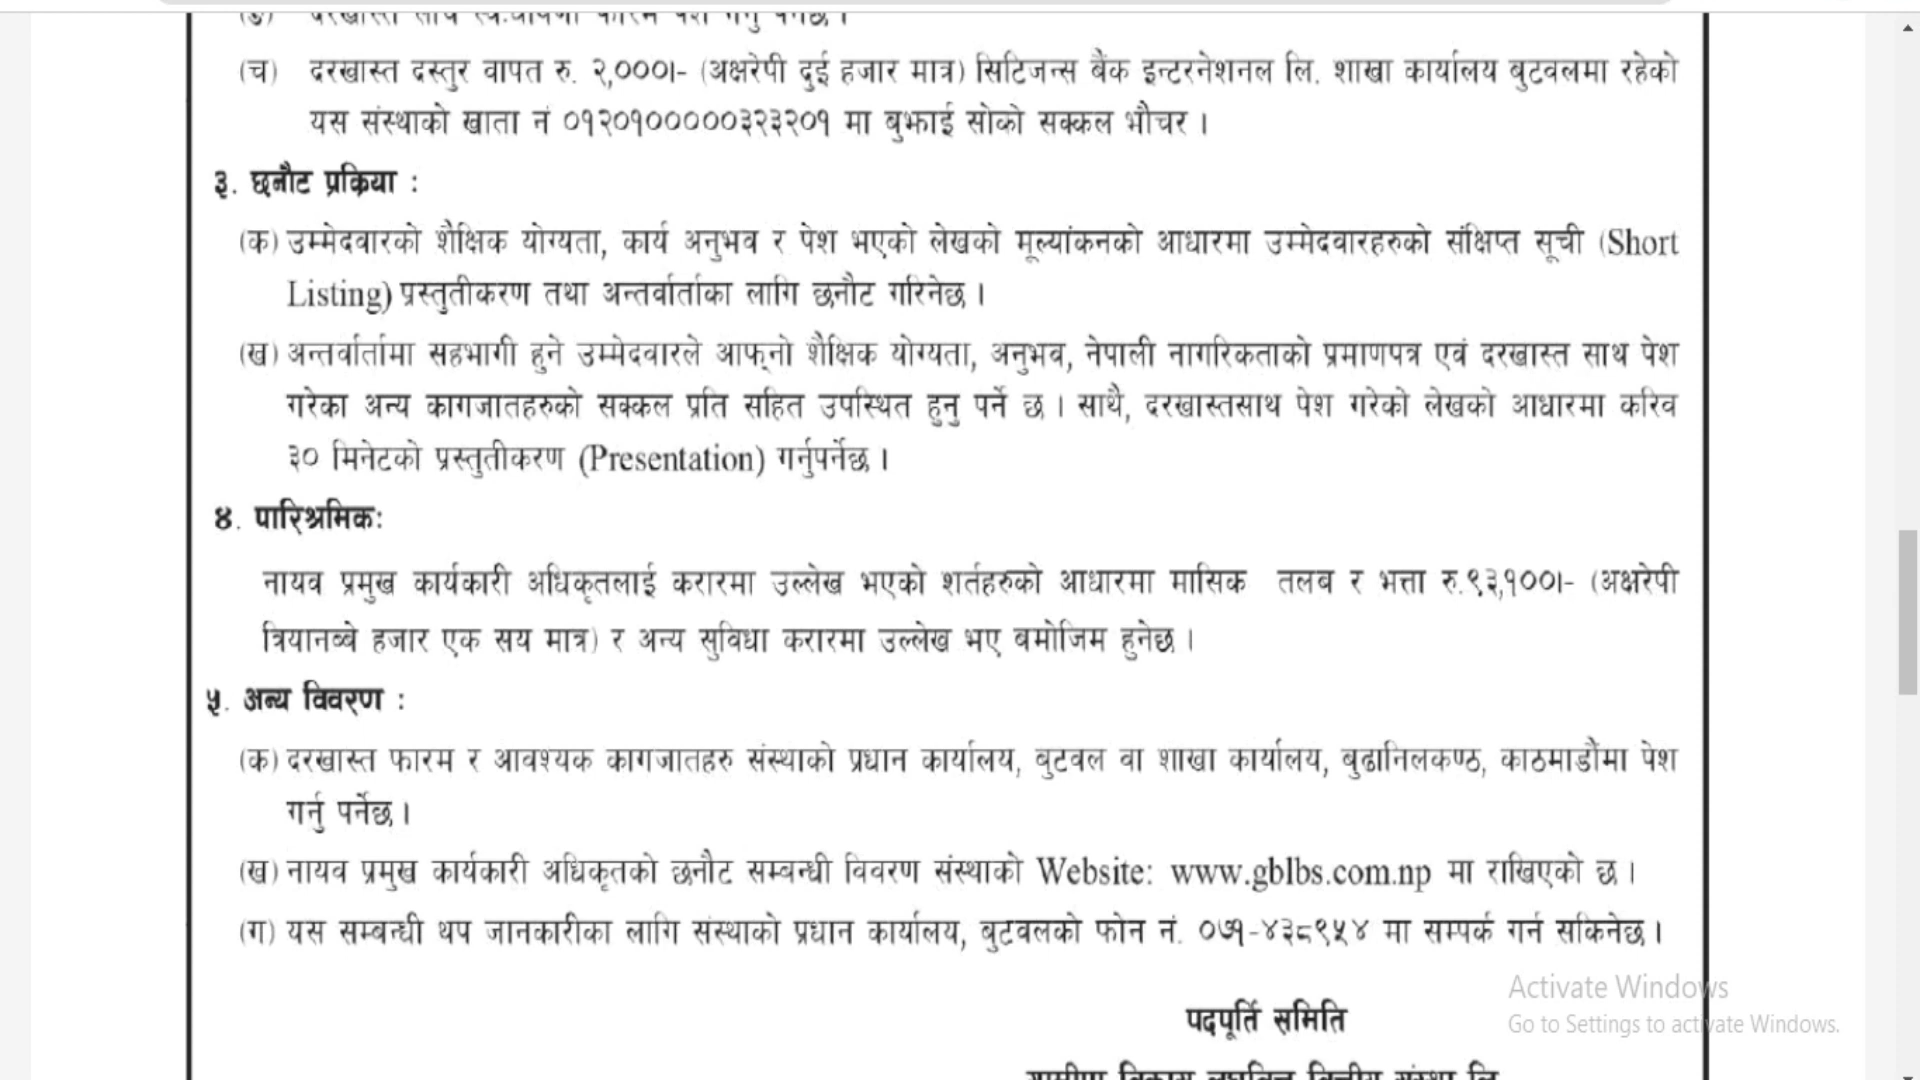 (ङ) दरखास्त साथ स्व:घोषणा फारम पेश गर्नु पर्नेछ ।
(च) दरखास्त दस्तुर वापत रु. २,०००।- (अक्षरेपी दुई हजार मात्र) सिटिजन्स बैंक इन्टरनेशनल लि. शाखा कार्यालय बुटवलमा रहेको
यस संस्थाको खाता नं ०१२०१०००००३२३२०१ मा बुझाई सोको सक्कल भौचर ।
३. छनौट प्रक्रिया :
(क) उम्मेदवारको शैक्षिक योग्यता, कार्य अनुभव र पेश भएको लेखको मूल्यांकनको आधारमा उम्मेदवारहरुको संक्षिप्त सूची (Short
Listing) प्रस्तुतीकरण तथा अन्तर्वार्ताका लागि छनौट गरिनेछ ।
(ख) अन्तर्वार्तामा सहभागी हुने उम्मेदवारले आफ्‌नो शैक्षिक योग्यता, अनुभव, नेपाली नागरिकताको प्रमाणपत्र एवं दरखास्त साथ पेश
गरेका अन्य कागजातहरुको सक्कल प्रति सहित उपस्थित हुनु पर्ने छ । साथै, दरखास्तसाथ पेश गरेको लेखको आधारमा करिव
३० मिनेटको प्रस्तुतीकरण (Presentation) गर्नुपर्नेछ ।
४. पारिश्रमिक:
नायव प्रमुख कार्यकारी अधिकृतलाई करारमा उल्लेख भएको शर्तहरुको आधारमा मासिक तलब र भत्ता रु.९३,१००।- (अक्षरेपी
त्रियानब्बे हजार एक सय मात्र) र अन्य सुविधा करारमा उल्लेख भए बमोजिम हुनेछ ।
५. अन्य विवरण :
(क) दरखास्त फारम र आवश्यक कागजातहरु संस्थाको प्रधान कार्यालय, बुटवल वा शाखा कार्यालय, बुढानिलकण्ठ, काठमाडौंमा पेश
गर्नु पर्नेछ ।
(ख) नायव प्रमुख कार्यकारी अधिकृतको छनौट सम्बन्धी विवरण संस्थाको Website: www.gblbs.com.np मा राखिएको छ ।
(ग) यस सम्बन्धी थप जानकारीका लागि संस्थाको प्रधान कार्यालय, बुटवलको फोन नं. ०७१-४३८९५४ मा सम्पर्क गर्न सकिनेछ ।
Activate Windows
Go to Settings to activate Windows.
पदपूर्ति समिति
ग्रामीण विकास लघुवित्त वित्तीय संस्था लि